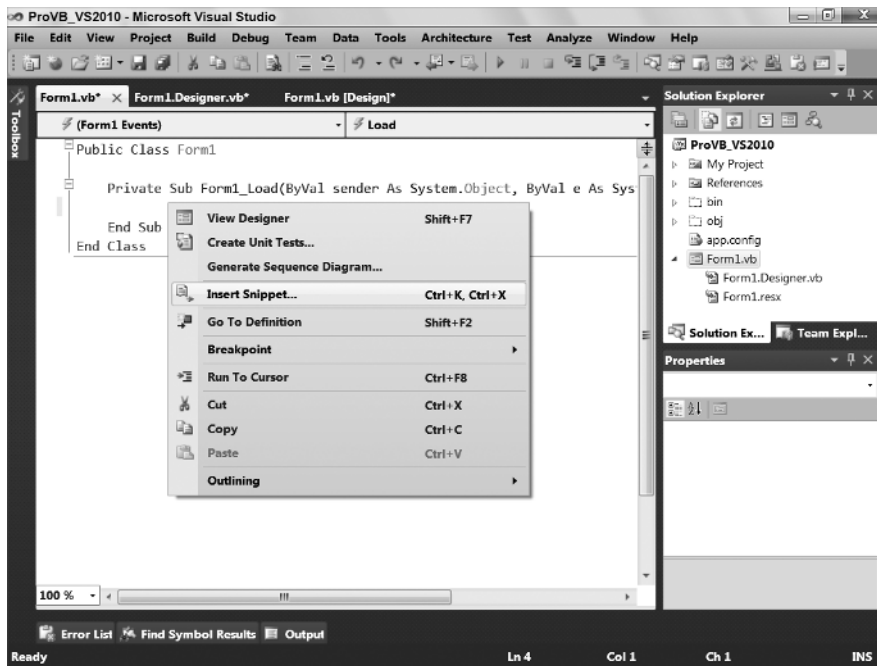 ProVB_VS2010 - Microsoft Visual Studio
File Edit View Project Build Debug Team Data Tools Architecture Test Analyze Window Help
Toolbox
Form1.vb* Form1.Designer.vb* Form1.vb [Design]*
(Form1 Events) Load
Public Class Form1
Private Sub Form1_Load(ByVal sender As System.Object, ByVal e As Sys
End Sub
End Class
View Designer Shift+F7
Create Unit Tests...
Generate Sequence Diagram...
Insert Snippet... Ctrl+K, Ctrl+X
Go To Definition Shift+F2
Breakpoint
Run To Cursor Ctrl+F8
Cut Ctrl+X
Copy Ctrl+C
Paste Ctrl+V
Outlining
100 %
Solution Explorer
ProVB_VS2010
My Project
References
bin
obj
app.config
Form1.vb
Form1.Designer.vb
Form1.resx
Solution Ex... Team Expl...
Properties
Error List Find Symbol Results Output
Ready Ln 4 Col 1 Ch 1 INS